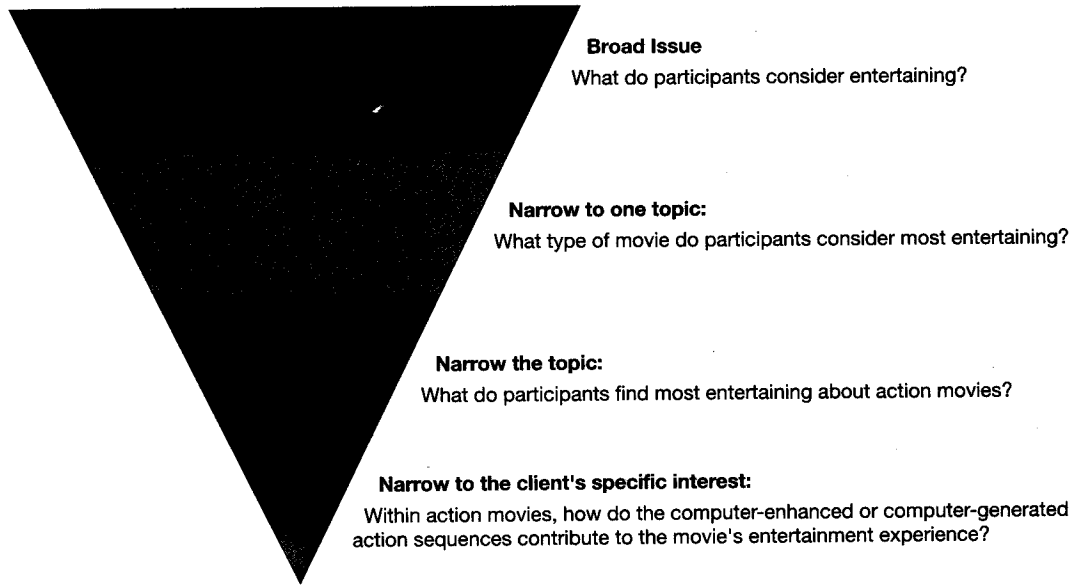 Broad Issue
What do participants consider entertaining?
Narrow to one topic:
What type of movie do participants consider most entertaining?
Narrow the topic:
What do participants find most entertaining about action movies?
Narrow to the client's specific interest:
Within action movies, how do the computer-enhanced or computer-generated
action sequences contribute to the movie's entertainment experience?